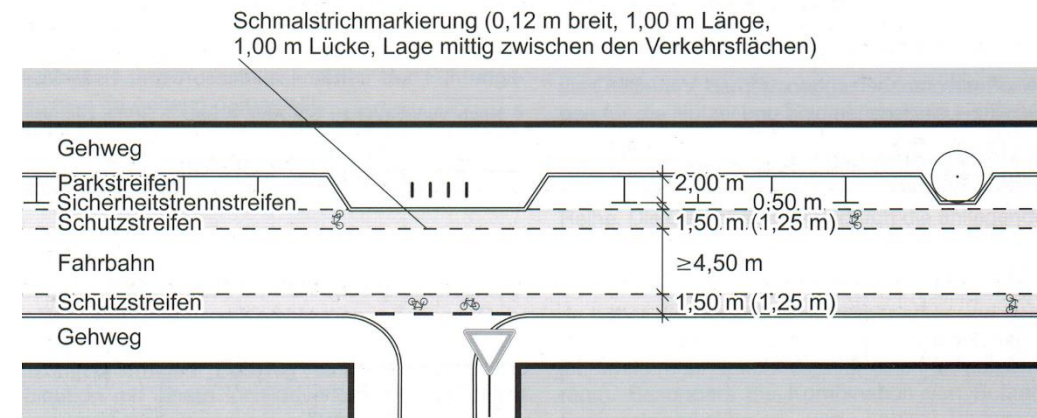 Schmalstrichmarkierung (0,12 m breit, 1,00 m Länge,
1,00 m Lücke, Lage mittig zwischen den Verkehrsflächen)
Gehweg
Parkstreifen
2,00 m
Sicherheitstrennstreifen
0,50 m
Schutzstreifen
1,50 m (1,25 m)
Fahrbahn
≥4,50 m
Schutzstreifen
1,50 m (1,25 m)
Gehweg